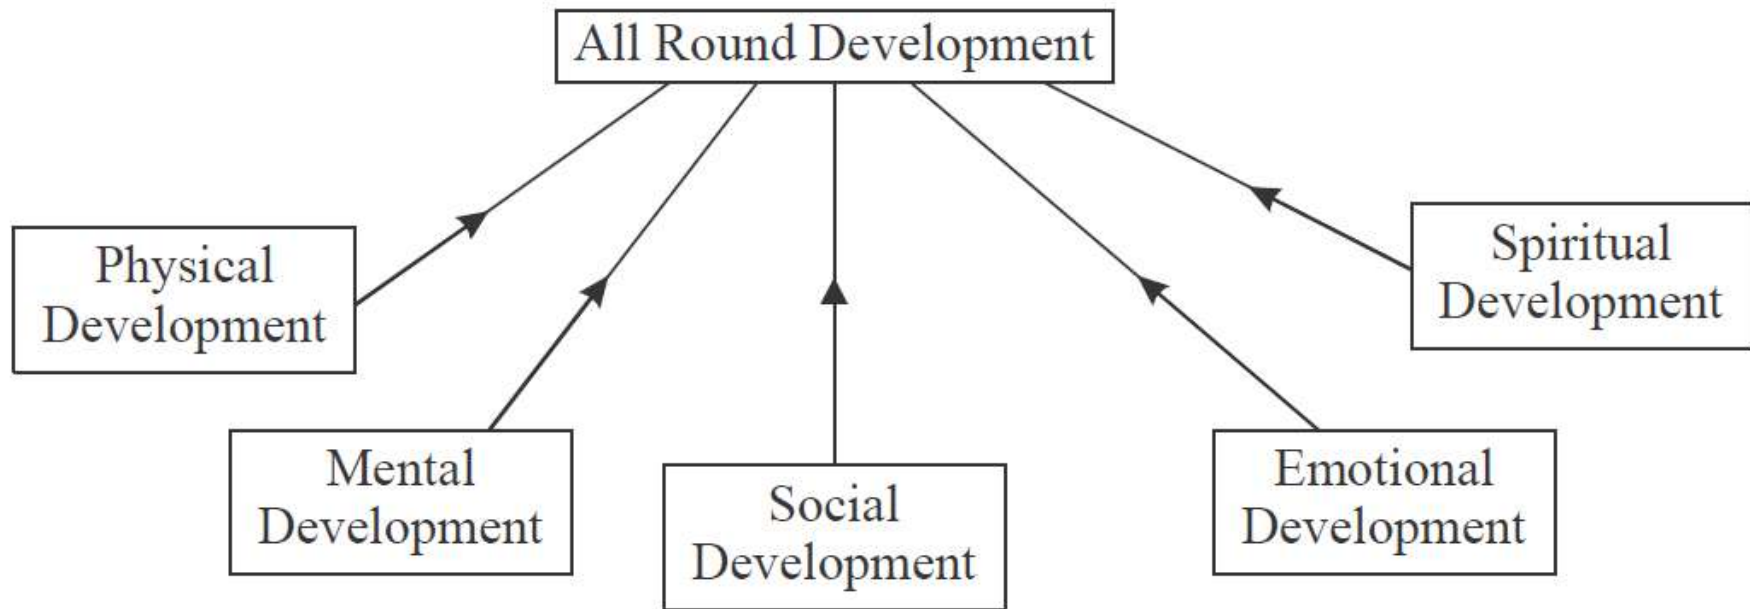 All Round Development
Physical
Development
Mental
Development
Social
Development
Emotional
Development
Spiritual
Development